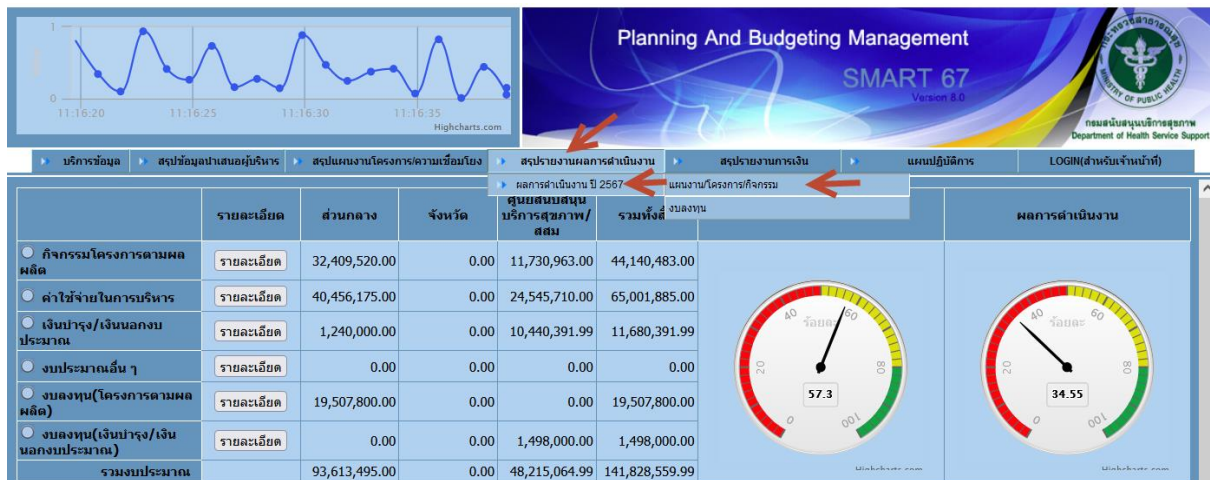 1
0
11:16:20 11:16:25 11:16:30 11:16:35
Highcharts.com
Planning And Budgeting Management
SMART 67
Version 8.0
กระทรวงสาธารณสุข
MINISTRY OF PUBLIC HEALTH
กรมสนับสนุนบริการสุขภาพ
Department of Health Service Support
บริการข้อมูล สรุปข้อมูลนำเสนอผู้บริหาร สรุปแผนงานโครงการ/ความเชื่อมโยง สรุปรายงานผลการดำเนินงาน สรุปรายงานการเงิน แผนปฏิบัติการ LOGIN(สำหรับเจ้าหน้าที่)
ผลการดำเนินงาน ปี 2567 แผนงาน/โครงการ/กิจกรรม
งบลงทุน
รายละเอียด ส่วนกลาง จังหวัด ศูนย์สนับสนุน บริการสุขภาพ/ สสม รวมทั้งสิ้ ผลการดำเนินงาน
กิจกรรมโครงการตามผล
ผลิต รายละเอียด 32,409,520.00 0.00 11,730,963.00 44,140,483.00
ค่าใช้จ่ายในการบริหาร รายละเอียด 40,456,175.00 0.00 24,545,710.00 65,001,885.00
เงินบำรุง/เงินนอกงบ
ประมาณ รายละเอียด 1,240,000.00 0.00 10,440,391.99 11,680,391.99
งบประมาณอื่น ๆ รายละเอียด 0.00 0.00 0.00 0.00
งบลงทุน(โครงการตามผล
ผลิต) รายละเอียด 19,507,800.00 0.00 0.00 19,507,800.00
งบลงทุน(เงินบำรุง/เงิน
นอกงบประมาณ) รายละเอียด 0.00 0.00 1,498,000.00 1,498,000.00
รวมงบประมาณ 93,613,495.00 0.00 48,215,064.99 141,828,559.99
0 20 40 60 80 100
ร้อยละ
57.3
Highcharts.com
0 20 40 60 80 100
ร้อยละ
34.55
Highcharts.com